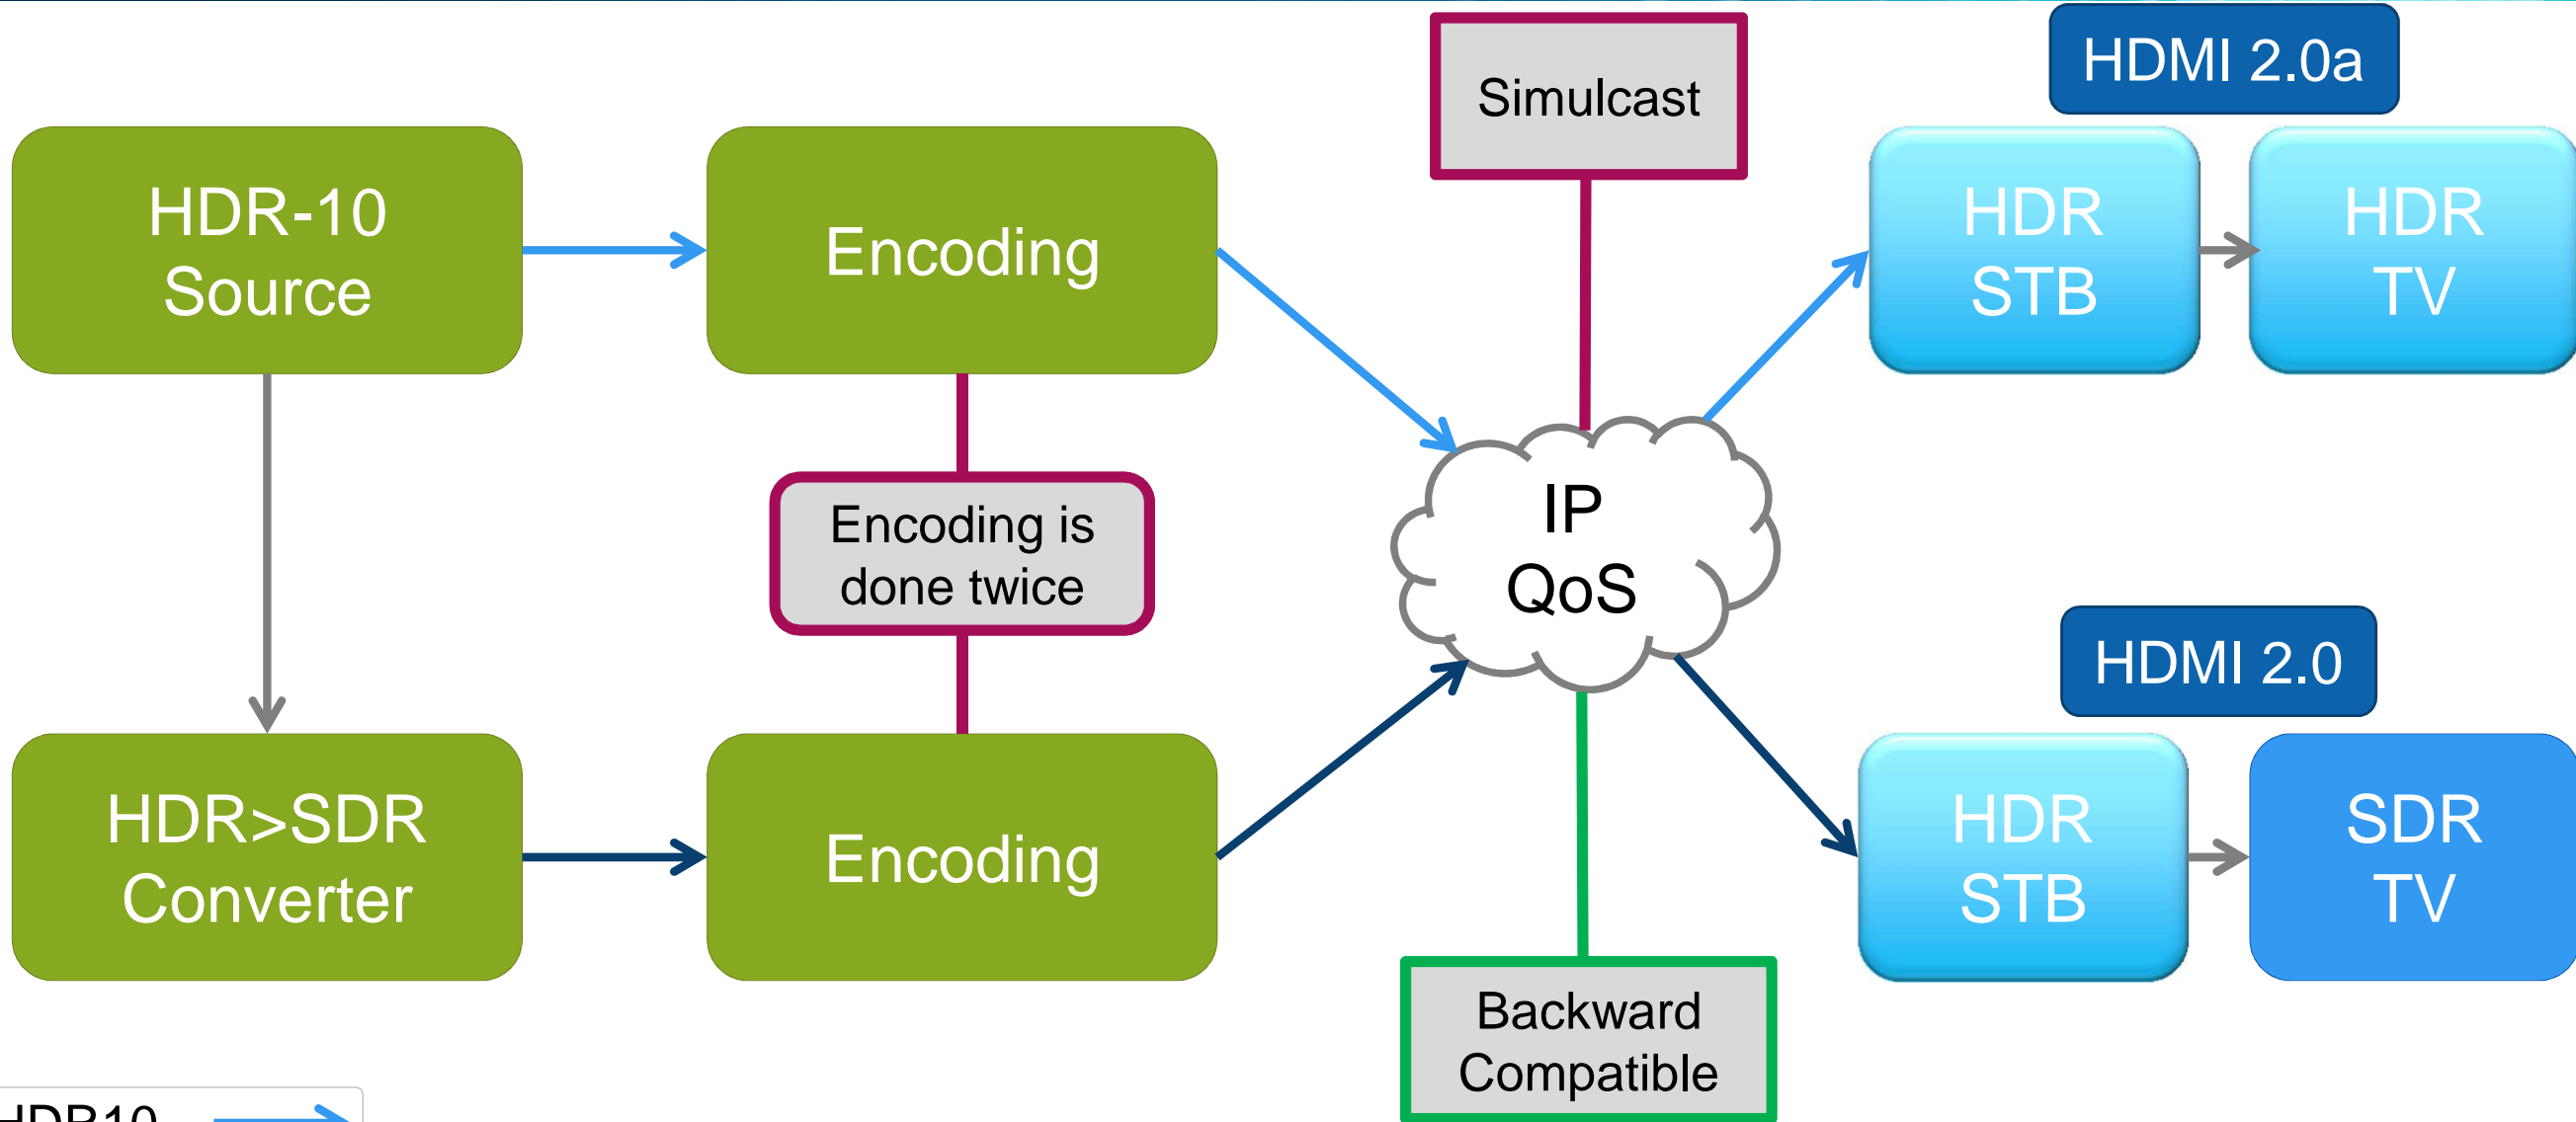 HDMI 2.0a
Simulcast
HDR-10
Source
Encoding
HDR
STB
HDR
TV
Encoding is
done twice
IP
QoS
HDMI 2.0
HDR>SDR
Converter
Encoding
HDR
STB
SDR
TV
Backward
Compatible
HDR10